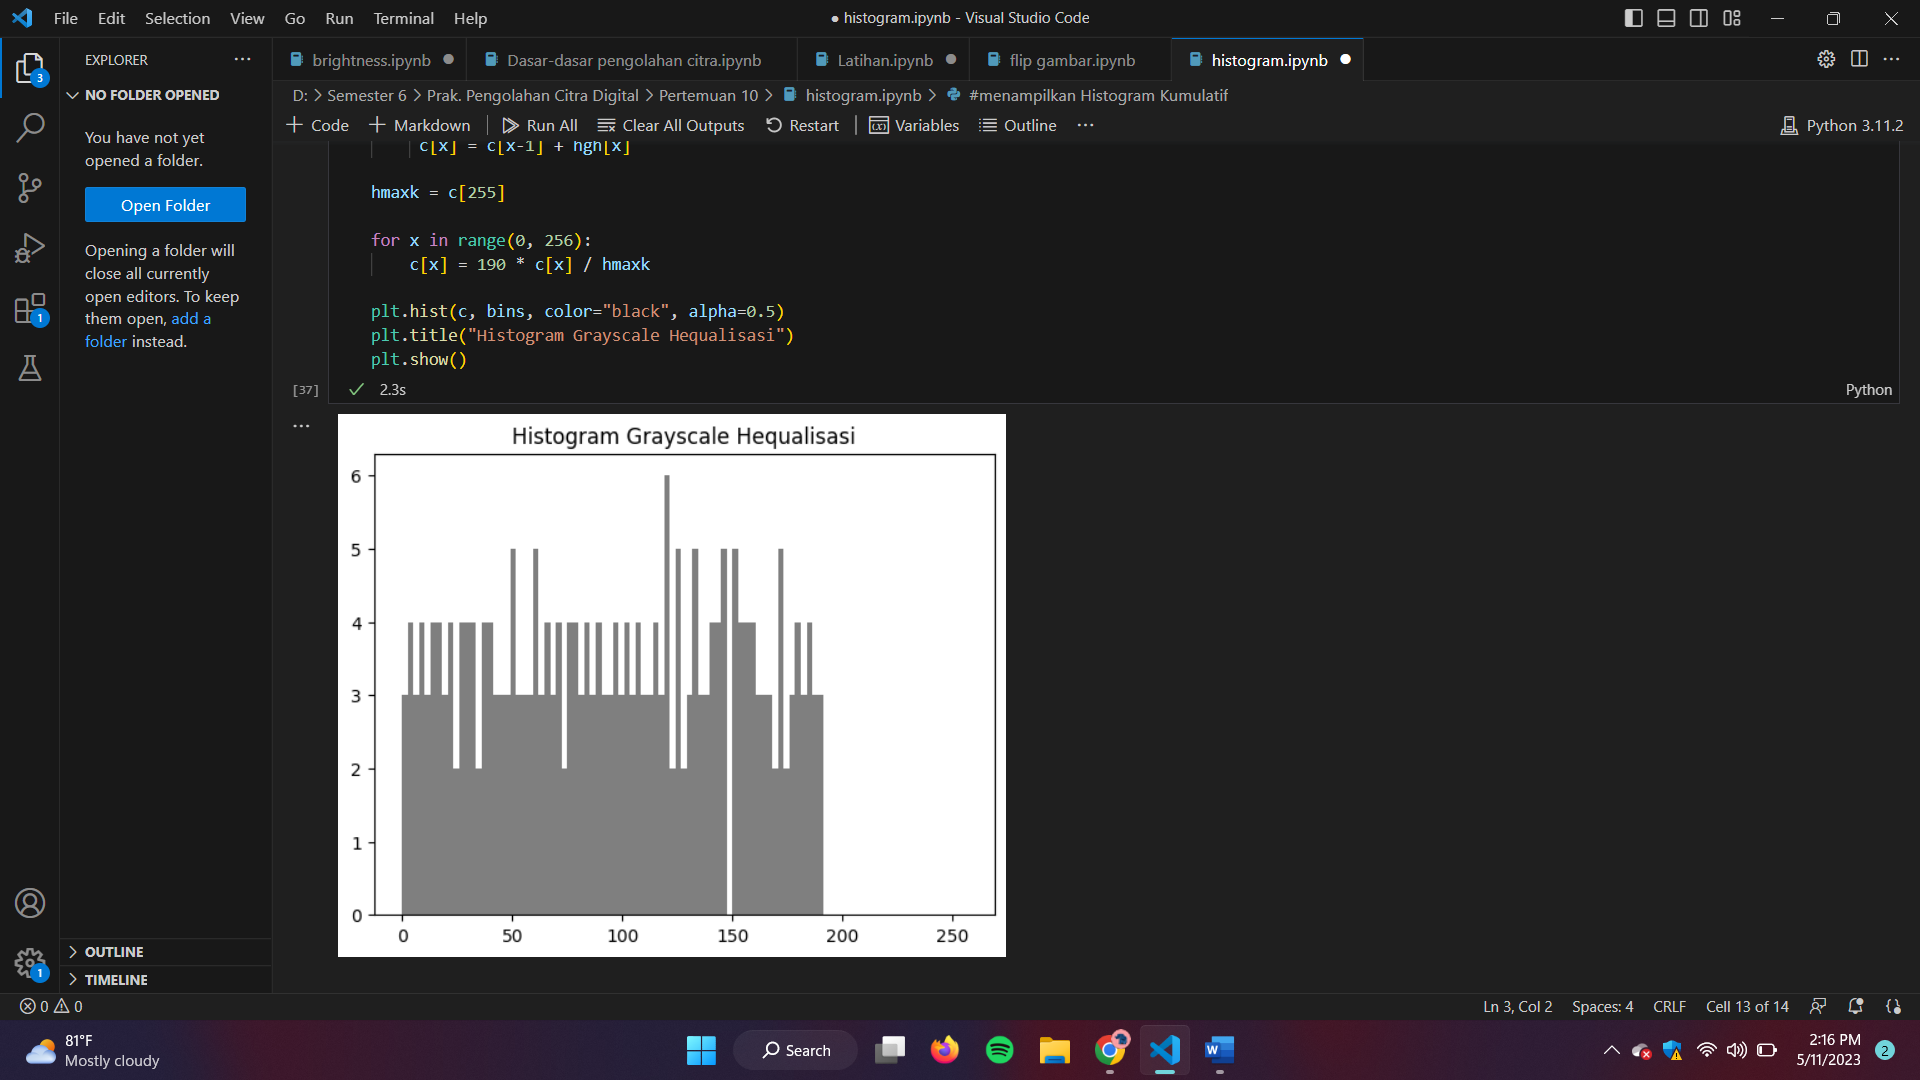 File Edit Selection View Go Run Terminal Help
● histogram.ipynb - Visual Studio Code
EXPLORER
brightness.ipynb
Dasar-dasar pengolahan citra.ipynb
Latihan.ipynb
flip gambar.ipynb
histogram.ipynb
NO FOLDER OPENED
D: > Semester 6 > Prak. Pengolahan Citra Digital > Pertemuan 10 > histogram.ipynb > #menampilkan Histogram Kumulatif
+ Code + Markdown | Run All Clear All Outputs Restart | Variables Outline ...
Python 3.11.2
You have not yet
opened a folder.
Open Folder
Opening a folder will
close all currently
open editors. To keep
them open, add a
folder instead.
c[x] = c[x-1] + hgh[x]
hmaxk = c[255]
for x in range(0, 256):
c[x] = 190 * c[x] / hmaxk
plt.hist(c, bins, color="black", alpha=0.5)
plt.title("Histogram Grayscale Hequalisasi")
plt.show()
[37]
2.3s
Python
Histogram Grayscale Hequalisasi
6
5
4
3
2
1
0
0 50 100 150 200 250
3
1
1
OUTLINE
TIMELINE
0 0
Ln 3, Col 2 Spaces: 4 CRLF Cell 13 of 14
81°F
Mostly cloudy
Search
W
2:16 PM
5/11/2023
2